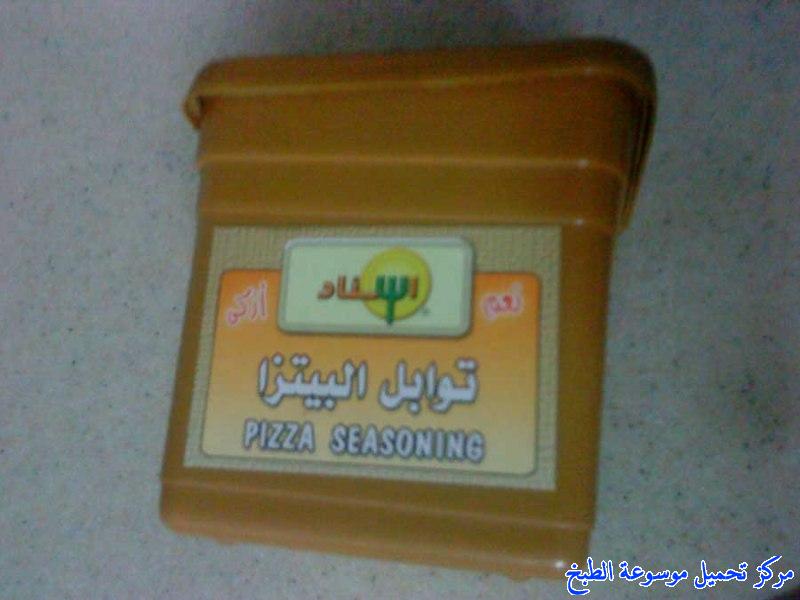 السناد
نعم
أزكى
توابل البيتزا
PIZZA SEASONING
مركز تحميل موسوعة الطبخ